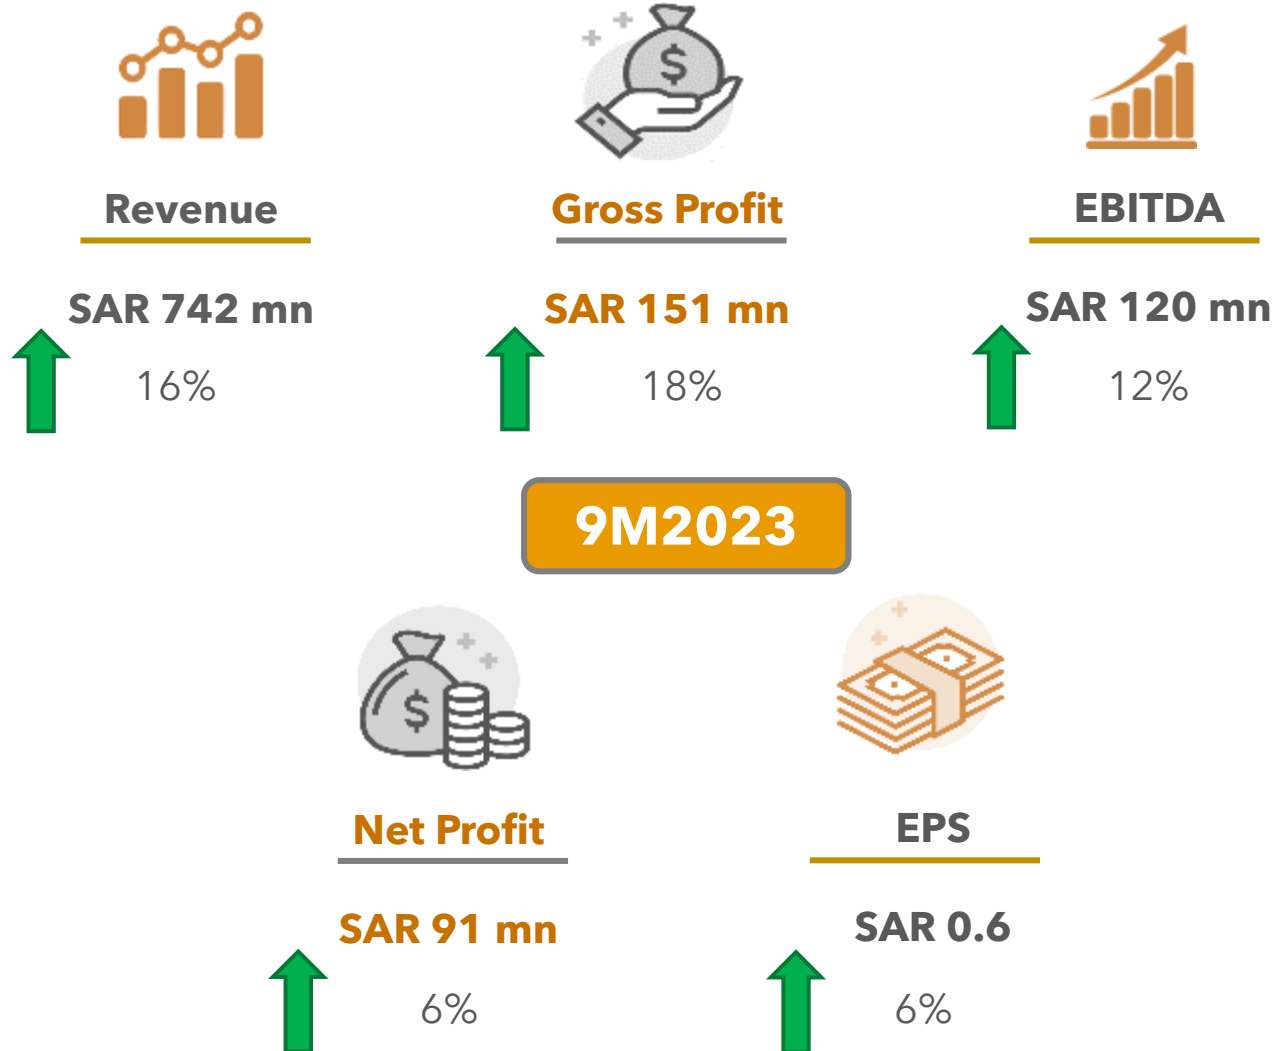 Revenue
SAR 742 mn
16%
Gross Profit
SAR 151 mn
18%
EBITDA
SAR 120 mn
12%
9M2023
Net Profit
SAR 91 mn
6%
EPS
SAR 0.6
6%